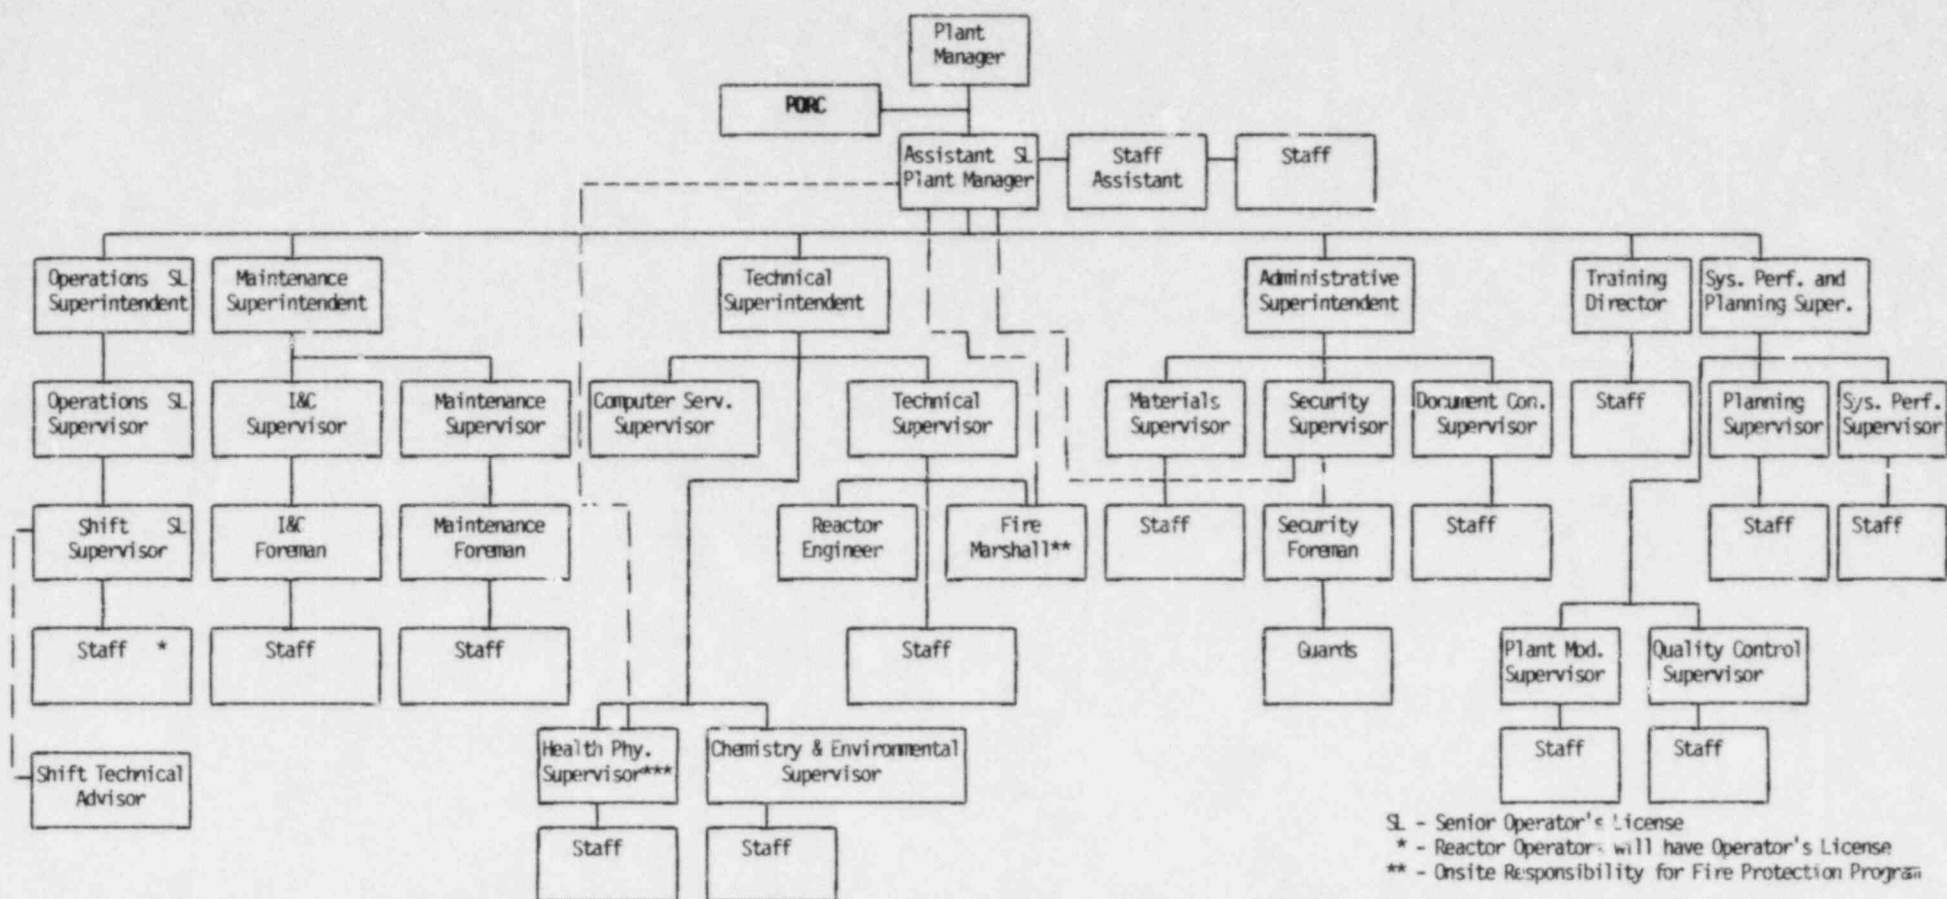 Plant
Manager
PORC
Assistant SL
Plant Manager
Staff
Assistant
Staff
Operations SL
Superintendent
Maintenance
Superintendent
Technical
Superintendent
Administrative
Superintendent
Training
Director
Sys. Perf. and
Planning Super.
Operations SL
Supervisor
I&C
Supervisor
Maintenance
Supervisor
Computer Serv.
Supervisor
Technical
Supervisor
Materials
Supervisor
Security
Supervisor
Document Con.
Supervisor
Staff
Planning
Supervisor
Sys. Perf.
Supervisor
Shift SL
Supervisor
I&C
Foreman
Maintenance
Foreman
Reactor
Engineer
Fire
Marshall**
Staff
Security
Foreman
Staff
Staff
Staff
Staff *
Staff
Staff
Staff
Guards
Plant Mod.
Supervisor
Quality Control
Supervisor
Shift Technical
Advisor
Health Phy.
Supervisor***
Chemistry & Environmental
Supervisor
Staff
Staff
Staff
Staff
SL - Senior Operator's License
* - Reactor Operators will have Operator's License
** - Onsite Responsibility for Fire Protection Program